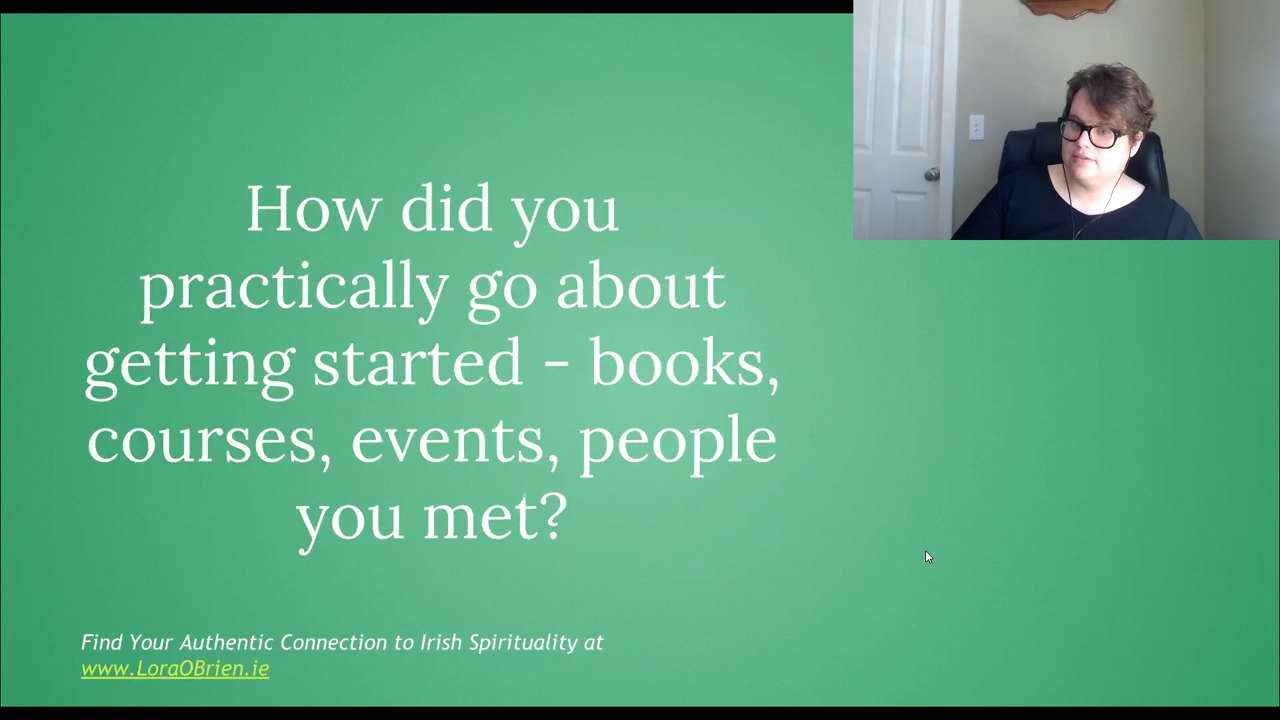 How did you
practically go about
getting started - books,
courses, events, people
you met?
Find Your Authentic Connection to Irish Spirituality at
www.LoraOBrien.ie